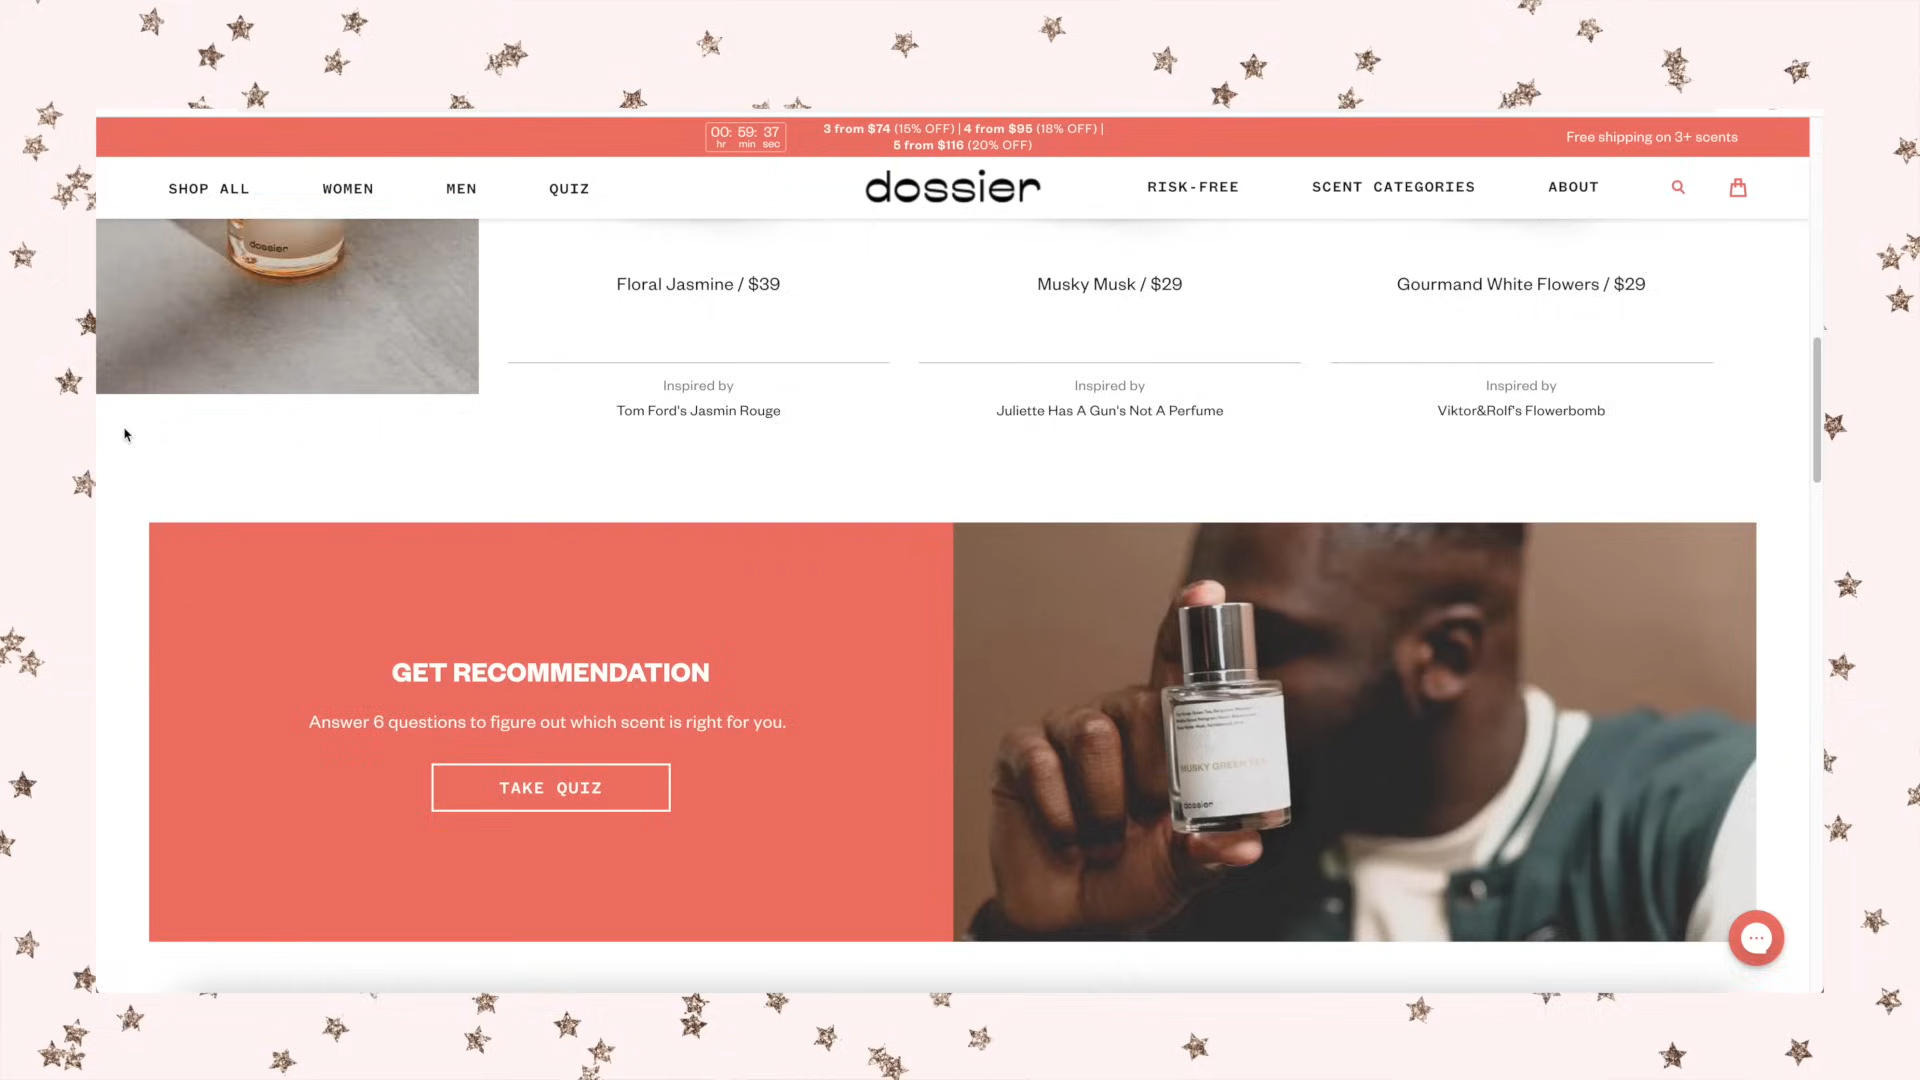 00: 59: 37
hr min sec
3 from $74 (15% OFF) | 4 from $95 (18% OFF) |
5 from $116 (20% OFF)
Free shipping on 3+ scents
SHOP ALL
WOMEN
MEN
QUIZ
dossier
RISK-FREE
SCENT CATEGORIES
ABOUT
dossier
Floral Jasmine / $39
Musky Musk / $29
Gourmand White Flowers / $29
Inspired by
Tom Ford's Jasmin Rouge
Inspired by
Juliette Has A Gun's Not A Perfume
Inspired by
Viktor&Rolf's Flowerbomb
GET RECOMMENDATION
Answer 6 questions to figure out which scent is right for you.
TAKE QUIZ
MUSKY GREEN TEA
dossier